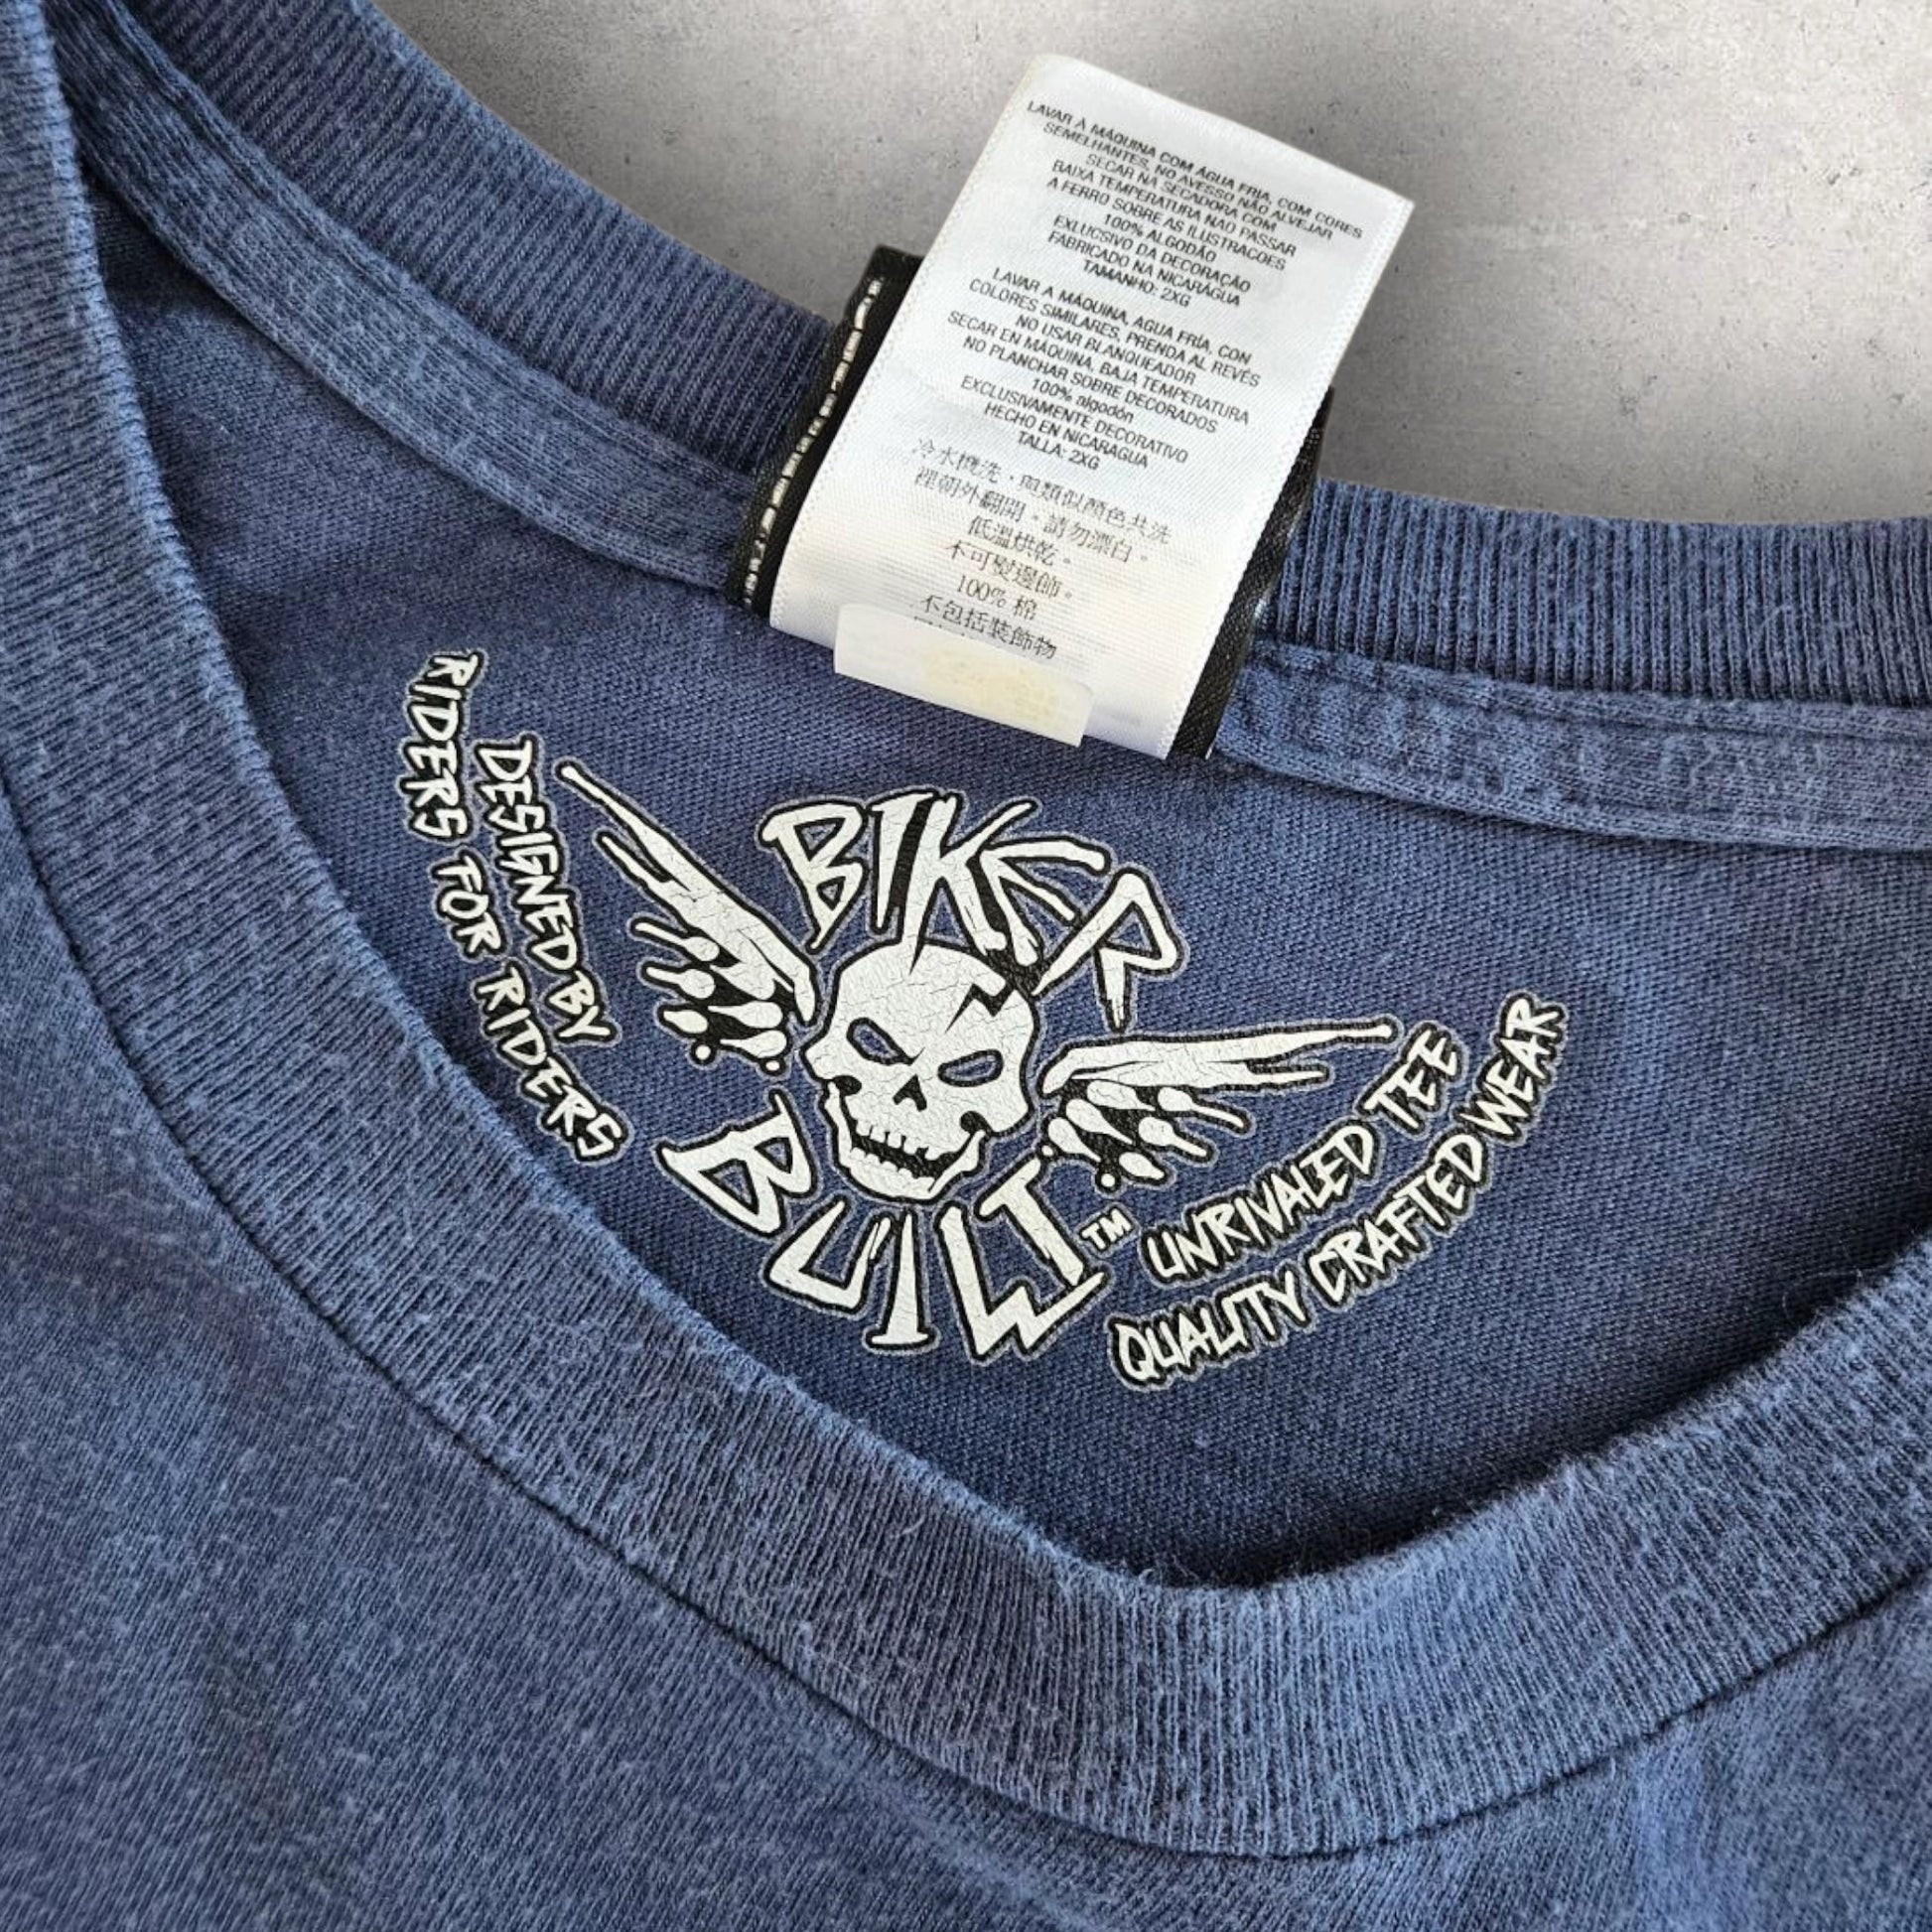 LAVAR À MÁQUINA COM ÁGUA FRIA, COM CORES
SEMELHANTES, NO AVESSO NÃO ALVEJAR
SECAR NA SECADORA COM
BAIXA TEMPERATURA NAO PASSAR
A FERRO SOBRE AS ILUSTRACOES
100% ALGODÃO
EXLUCSIVO DA DECORAÇÃO
FABRICADO NA NICARÁGUA
TAMANHO: 2XG
LAVAR A MÁQUINA, AGUA FRÍA, CON
COLORES SIMILARES, PRENDA AL REVÉS
NO USAR BLANQUEADOR
SECAR EN MÁQUINA, BAJA TEMPERATURA
NO PLANCHAR SOBRE DECORADOS
100% algodón
EXCLUSIVAMENTE DECORATIVO
HECHO EN NICARAGUA
TALLA: 2XG
冷水機洗，與類似顏色共洗
裡朝外翻開。請勿漂白。
低溫烘乾。
不可熨邊飾。
100% 棉
不包括裝飾物
DESIGNED BY
RIDERS FOR RIDERS
BIKER
BUILT™
UNRIVALED TEE
QUALITY CRAFTED WEAR